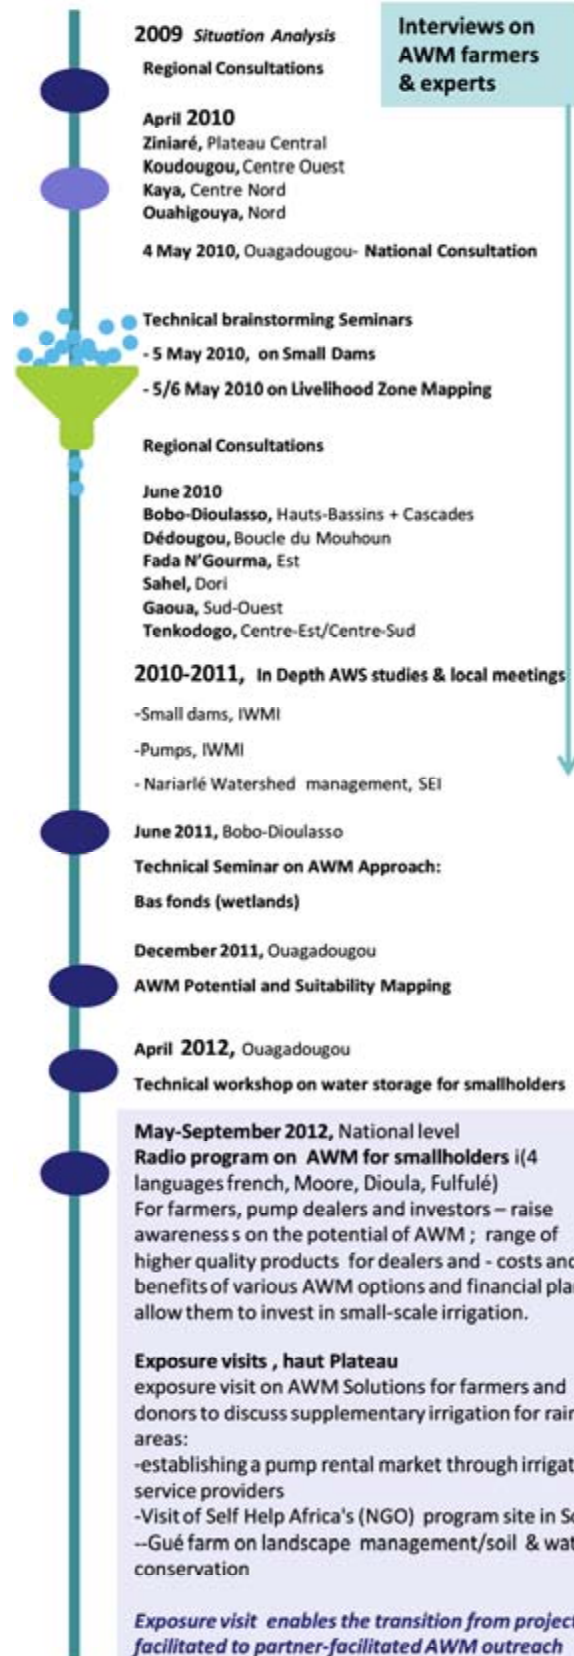 2009 Situation Analysis
Regional Consultations
Interviews on
AWM farmers
& experts
April 2010
Ziniaré, Plateau Central
Koudougou, Centre Ouest
Kaya, Centre Nord
Ouahigouya, Nord
4 May 2010, Ouagadougou- National Consultation
Technical brainstorming Seminars
- 5 May 2010, on Small Dams
- 5/6 May 2010 on Livelihood Zone Mapping
Regional Consultations
June 2010
Bobo-Dioulasso, Hauts-Bassins + Cascades
Dédougou, Boucle du Mouhoun
Fada N'Gourma, Est
Sahel, Dori
Gaoua, Sud-Ouest
Tenkodogo, Centre-Est/Centre-Sud
2010-2011, In Depth AWS studies & local meetings
-Small dams, IWMI
-Pumps, IWMI
- Nariarlé Watershed management, SEI
June 2011, Bobo-Dioulasso
Technical Seminar on AWM Approach:
Bas fonds (wetlands)
December 2011, Ouagadougou
AWM Potential and Suitability Mapping
April 2012, Ouagadougou
Technical workshop on water storage for smallholders
May-September 2012, National level
Radio program on AWM for smallholders i(4
languages french, Moore, Dioula, Fulfulé)
For farmers, pump dealers and investors – raise
awareness s on the potential of AWM ; range of
higher quality products for dealers and - costs and
benefits of various AWM options and financial
allow them to invest in small-scale irrigation.
Exposure visits , haut Plateau
exposure visit on AWM Solutions for farmers and
donors to discuss supplementary irrigation for
areas:
-establishing a pump rental market through
service providers
-Visit of Self Help Africa's (NGO) program site in
--Gué farm on landscape management/soil &
conservation
Exposure visit enables the transition from project
facilitated to partner-facilitated AWM outreach